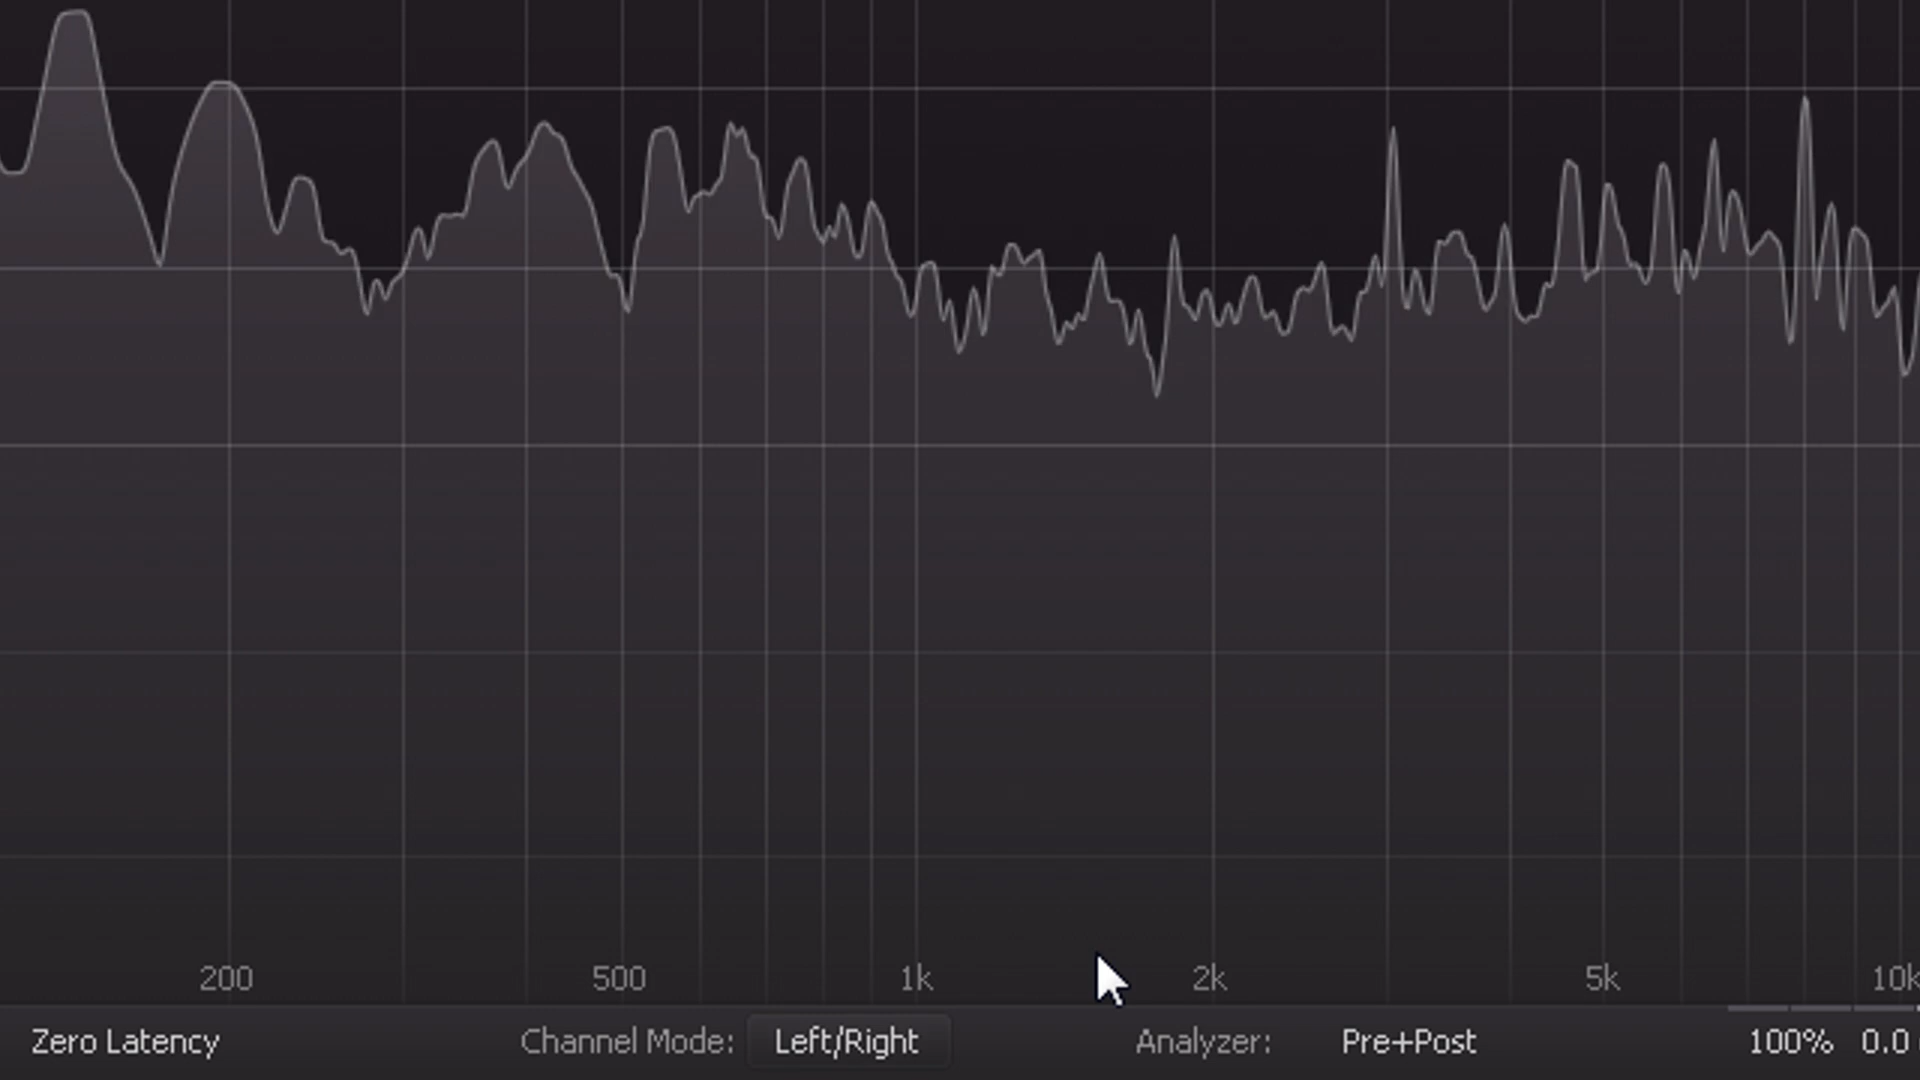 200 500 1k 2k 5k 10k
Zero Latency Channel Mode: Left/Right Analyzer: Pre+Post 100% 0.0